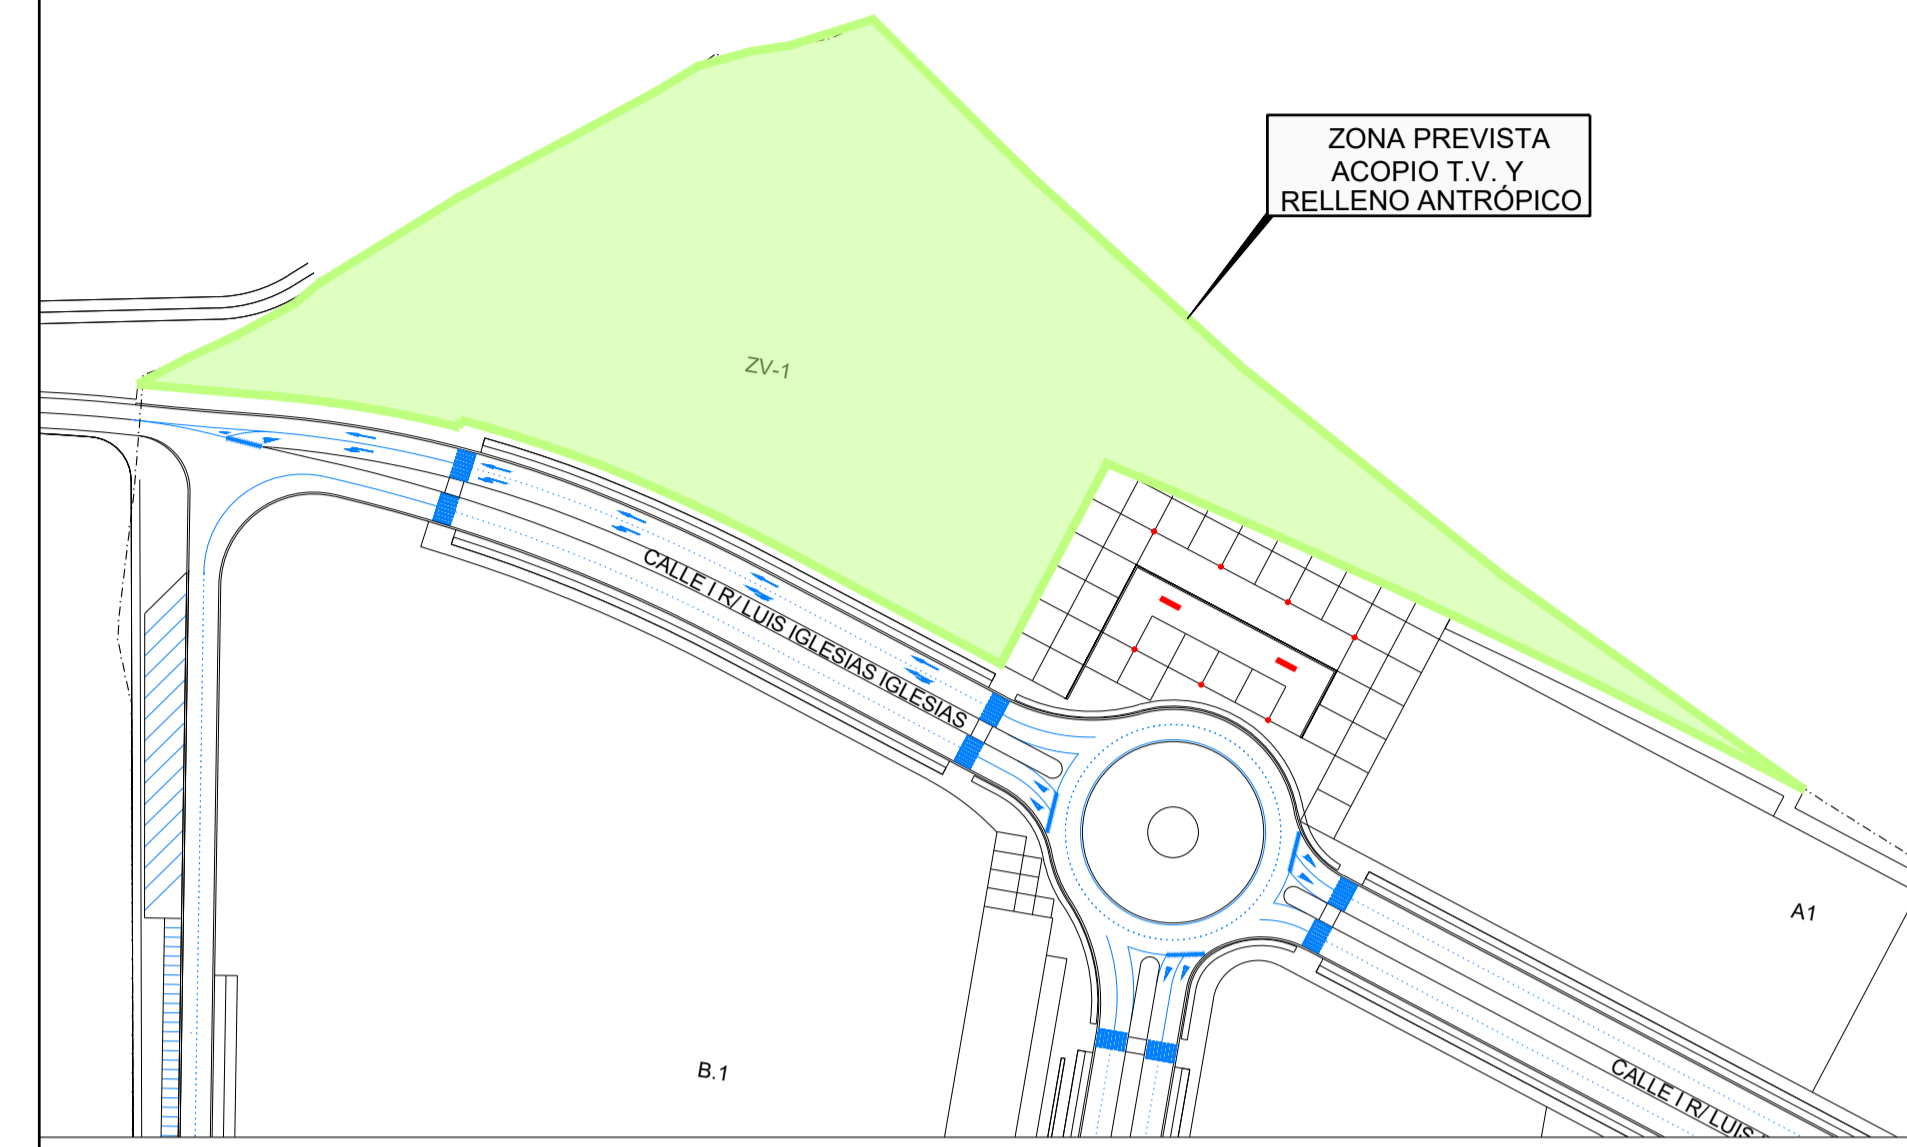 ZONA PREVISTA
ACOPIO T.V. Y
RELLENO ANTRÓPICO
ZV-1
CALLE I R/ LUIS IGLESIAS IGLESIAS
A1
B.1
CALLE I R/ LUIS